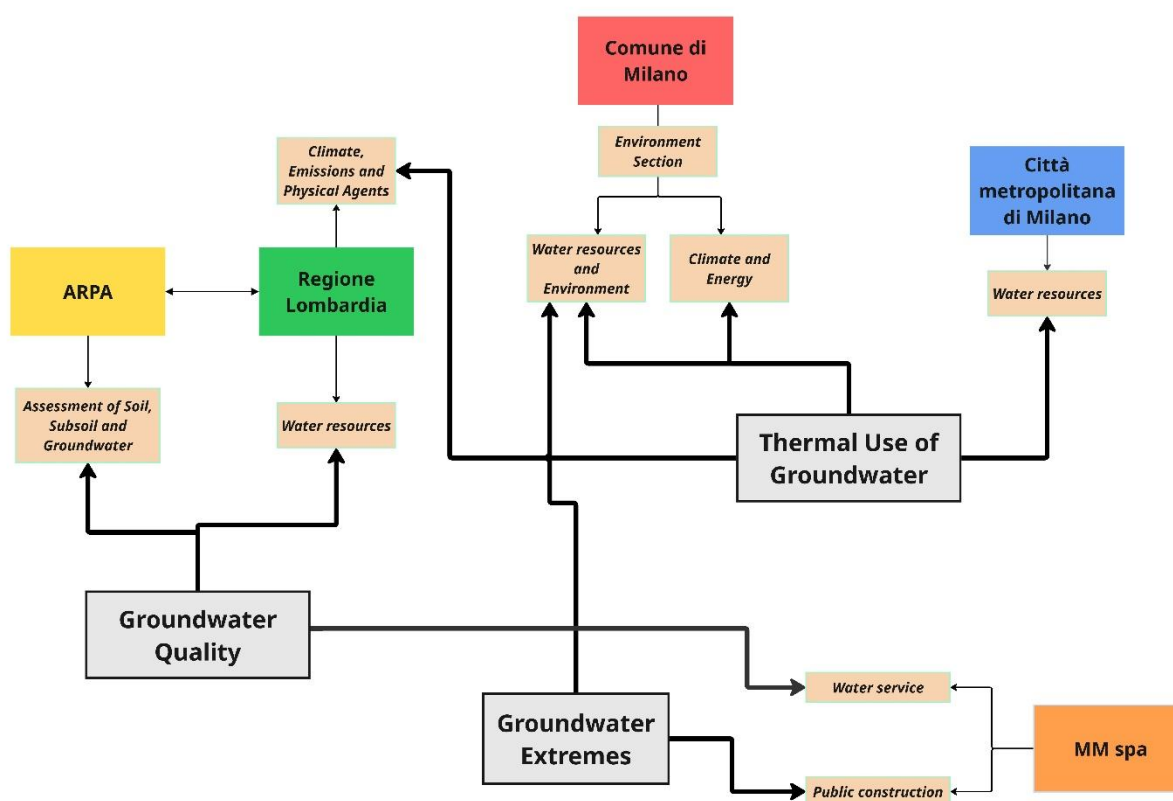 Comune di
Milano
Environment
Section
Climate,
Emissions and
Physical Agents
Città
metropolitana
di Milano
Water resources
and
Environment
Climate and
Energy
ARPA
Regione
Lombardia
Water resources
Assessment of Soil,
Subsoil and
Groundwater
Water resources
Thermal Use of
Groundwater
Groundwater
Quality
Groundwater
Extremes
Water service
MM spa
Public construction